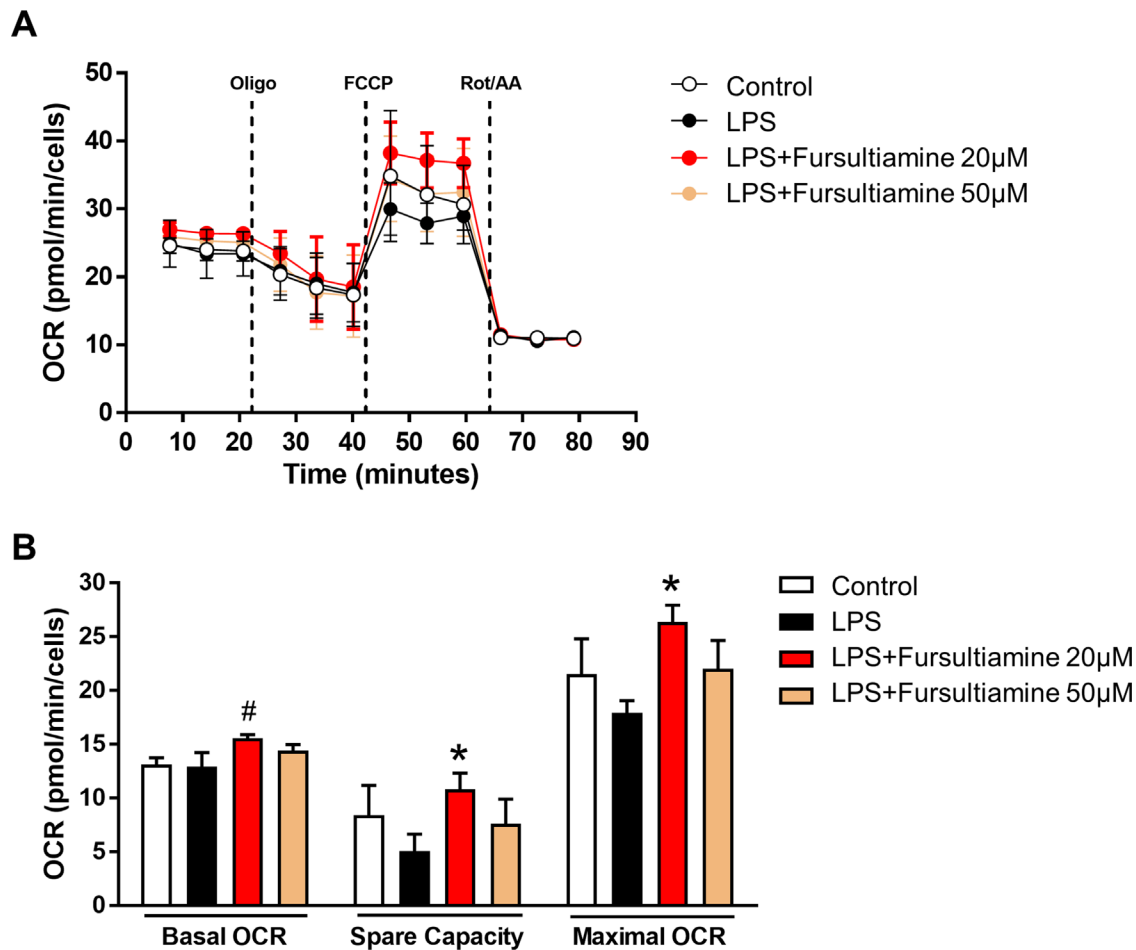 A
Oligo FCCP Rot/AA
50
40
30
20
10
0
OCR (pmol/min/cells)
0 10 20 30 40 50 60 70 80 90
Time (minutes)
Control
LPS
LPS+Fursultiamine 20μM
LPS+Fursultiamine 50μM
B
30
25
20
15
10
5
0
OCR (pmol/min/cells)
#
*
*
Basal OCR Spare Capacity Maximal OCR
Control
LPS
LPS+Fursultiamine 20μM
LPS+Fursultiamine 50μM